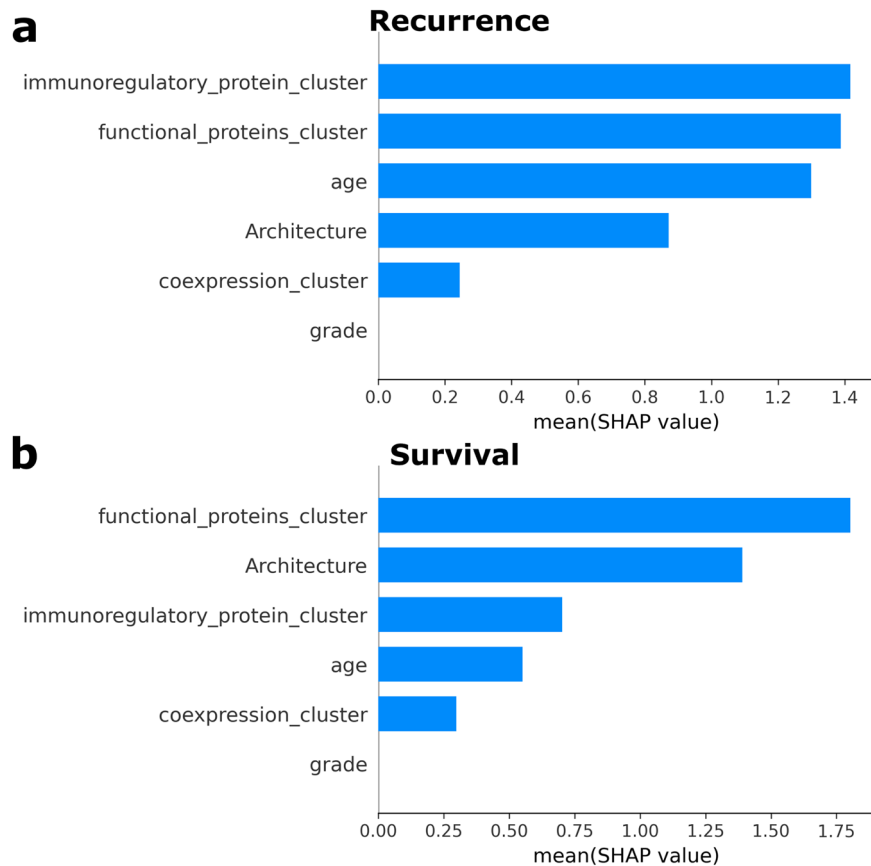 a
Recurrence
immunoregulatory_protein_cluster
functional_proteins_cluster
age
Architecture
coexpression_cluster
grade
0.0 0.2 0.4 0.6 0.8 1.0 1.2 1.4
mean(SHAP value)
b
Survival
functional_proteins_cluster
Architecture
immunoregulatory_protein_cluster
age
coexpression_cluster
grade
0.00 0.25 0.50 0.75 1.00 1.25 1.50 1.75
mean(SHAP value)